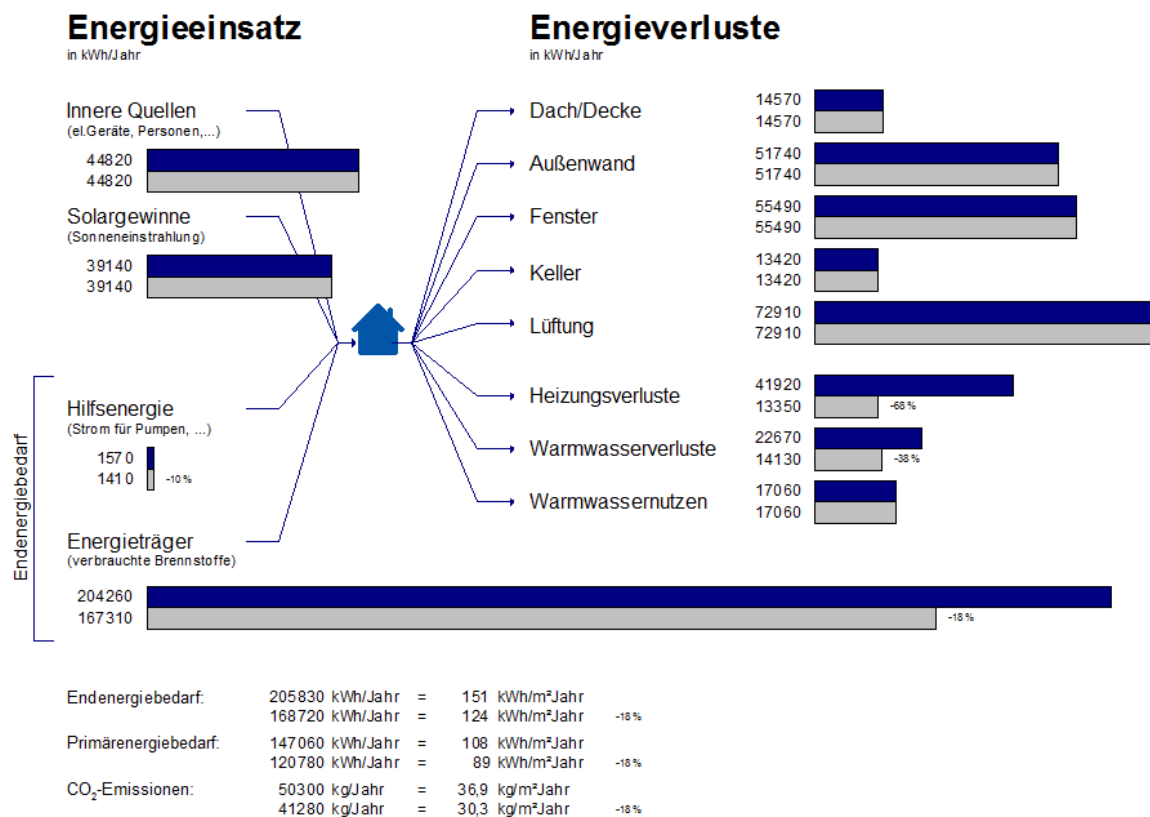 Energieeinsatz
in kWh/Jahr
Innere Quellen
(el.Geräte, Personen,...)
44820
44820
Solargewinne
(Sonneneinstrahlung)
39140
39140
Endenergiebedarf
Hilfsenergie
(Strom für Pumpen, ...)
1570
1410 -10%
Energieträger
(verbrauchte Brennstoffe)
204260
167310 -18%
Energieverluste
in kWh/Jahr
Dach/Decke
14570
14570
Außenwand
51740
51740
Fenster
55490
55490
Keller
13420
13420
Lüftung
72910
72910
Heizungsverluste
41920
13350 -68%
Warmwasserverluste
22670
14130 -38%
Warmwassernutzen
17060
17060
Endenergiebedarf: 205830 kWh/Jahr = 151 kWh/m²Jahr
168720 kWh/Jahr = 124 kWh/m²Jahr -18%
Primärenergiebedarf: 147060 kWh/Jahr = 108 kWh/m²Jahr
120780 kWh/Jahr = 89 kWh/m²Jahr -18%
CO₂-Emissionen: 50300 kg/Jahr = 36,9 kg/m²Jahr
41280 kg/Jahr = 30,3 kg/m²Jahr -18%